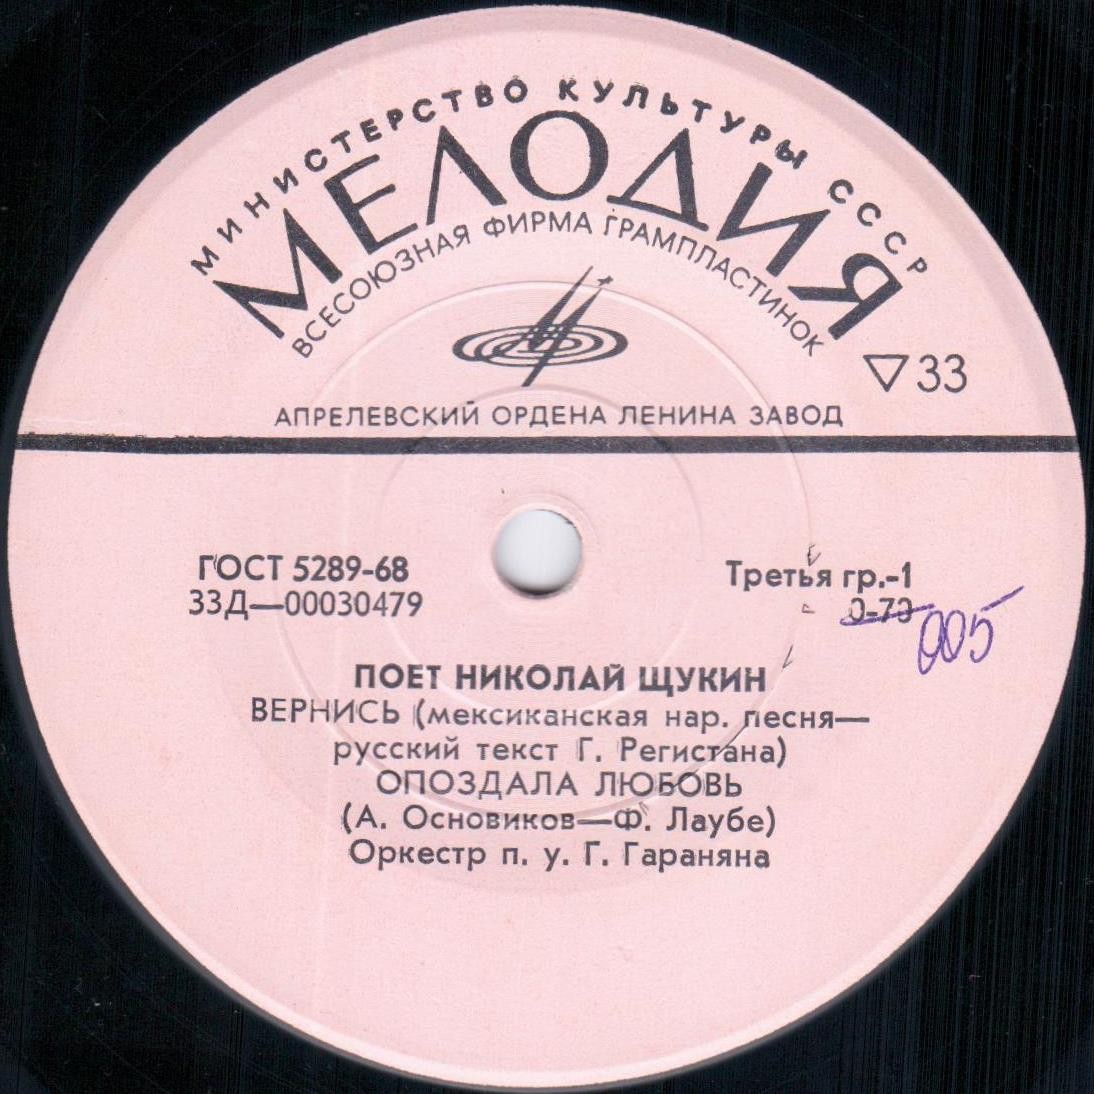 МИНИСТЕРСТВО КУЛЬТУРЫ СССР
МЕЛОДИЯ
ВСЕСОЮЗНАЯ ФИРМА ГРАМПЛАСТИНОК
▽33
АПРЕЛЕВСКИЙ ОРДЕНА ЛЕНИНА ЗАВОД
ГОСТ 5289-68
33Д—00030479
Третья гр.-1
0-70
005
ПОЕТ НИКОЛАЙ ЩУКИН
ВЕРНИСЬ (мексиканская нар. песня—
русский текст Г. Регистана)
ОПОЗДАЛА ЛЮБОВЬ
(А. Основиков—Ф. Лаубе)
Оркестр п. у. Г. Гараняна